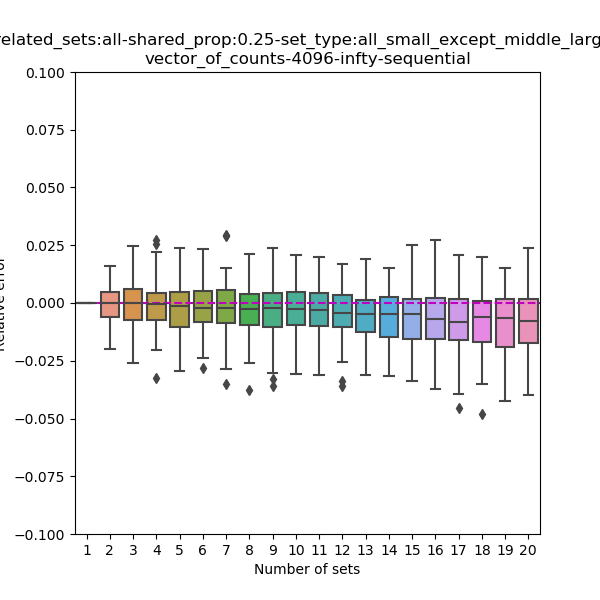 related_sets:all-shared_prop:0.25-set_type:all_small_except_middle_larg
vector_of_counts-4096-infty-sequential
0.100
0.075
0.050
0.025
0.000
−0.025
−0.050
−0.075
−0.100
Relative error
1 2 3 4 5 6 7 8 9 10 11 12 13 14 15 16 17 18 19 20
Number of sets